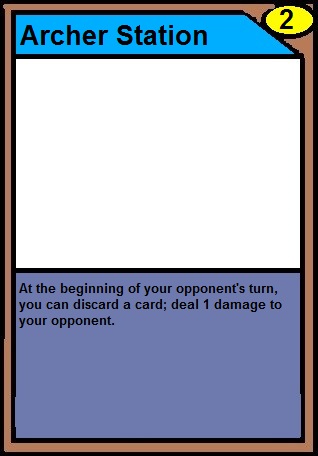 Archer Station
2
At the beginning of your opponent's turn,
you can discard a card; deal 1 damage to
your opponent.